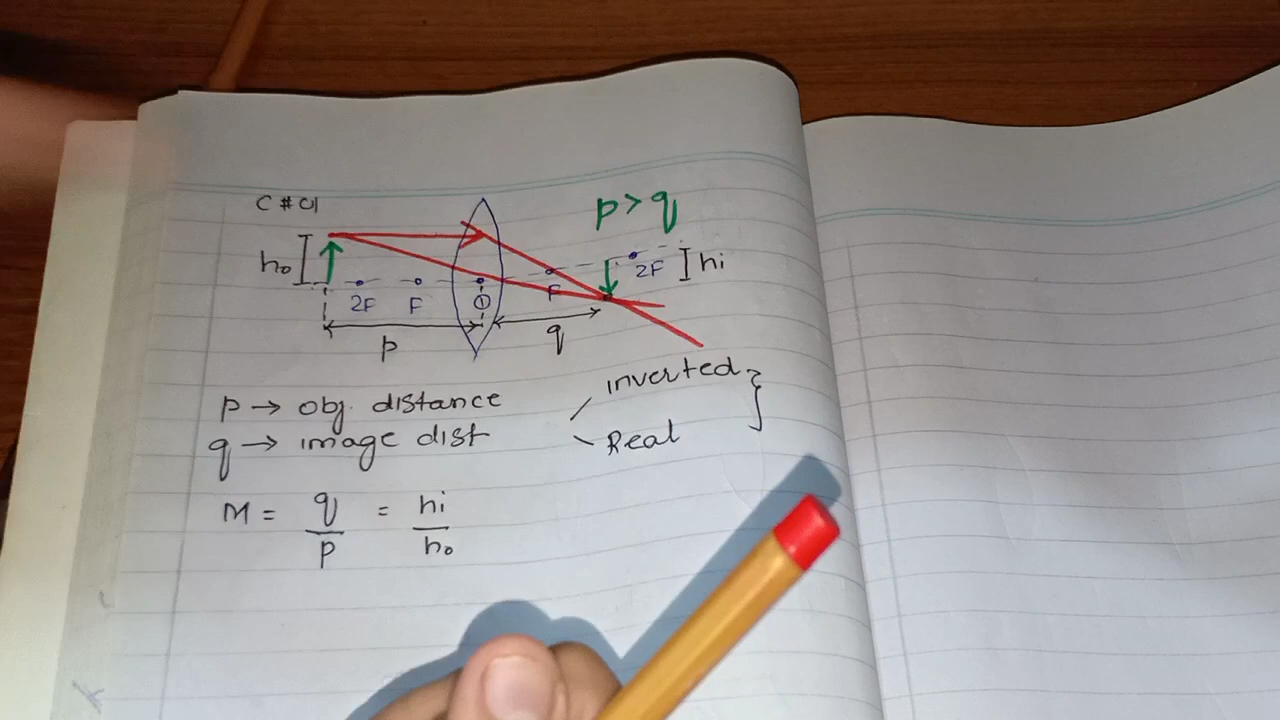 C # 01
p > q
ho
hi
2F F O F 2F
p q
p → obj. distance
q → image dist
inverted
Real
M = q/p = hi/ho